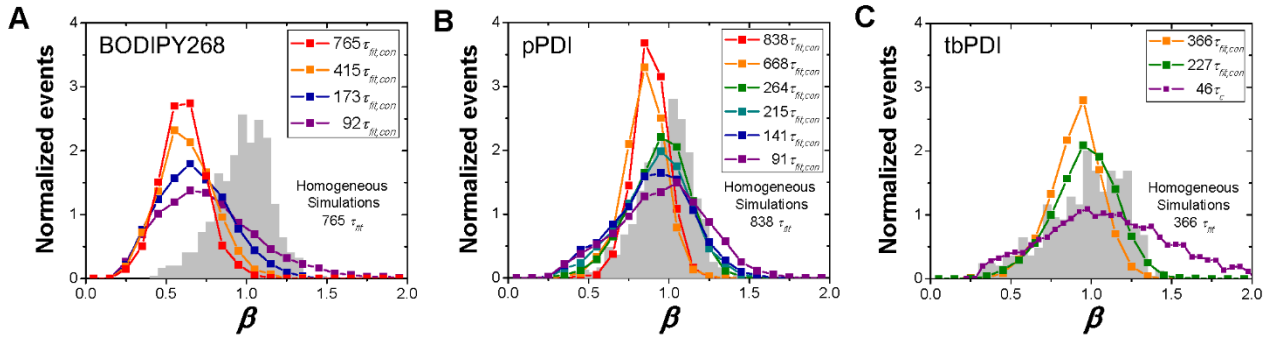 A
BODIPY268
765 τfit,con
415 τfit,con
173 τfit,con
92 τfit,con
Homogeneous
Simulations
765 τfit
Normalized events
4
3
2
1
0
0.0 0.5 1.0 1.5 2.0
β
B
pPDI
838 τfit,con
668 τfit,con
264 τfit,con
215 τfit,con
141 τfit,con
91 τfit,con
Homogeneous
Simulations
838 τfit
Normalized events
4
3
2
1
0
0.0 0.5 1.0 1.5 2.0
β
C
tbPDI
366 τfit,con
227 τfit,con
46 τc
Homogeneous
Simulations
366 τfit
Normalized events
4
3
2
1
0
0.0 0.5 1.0 1.5 2.0
β